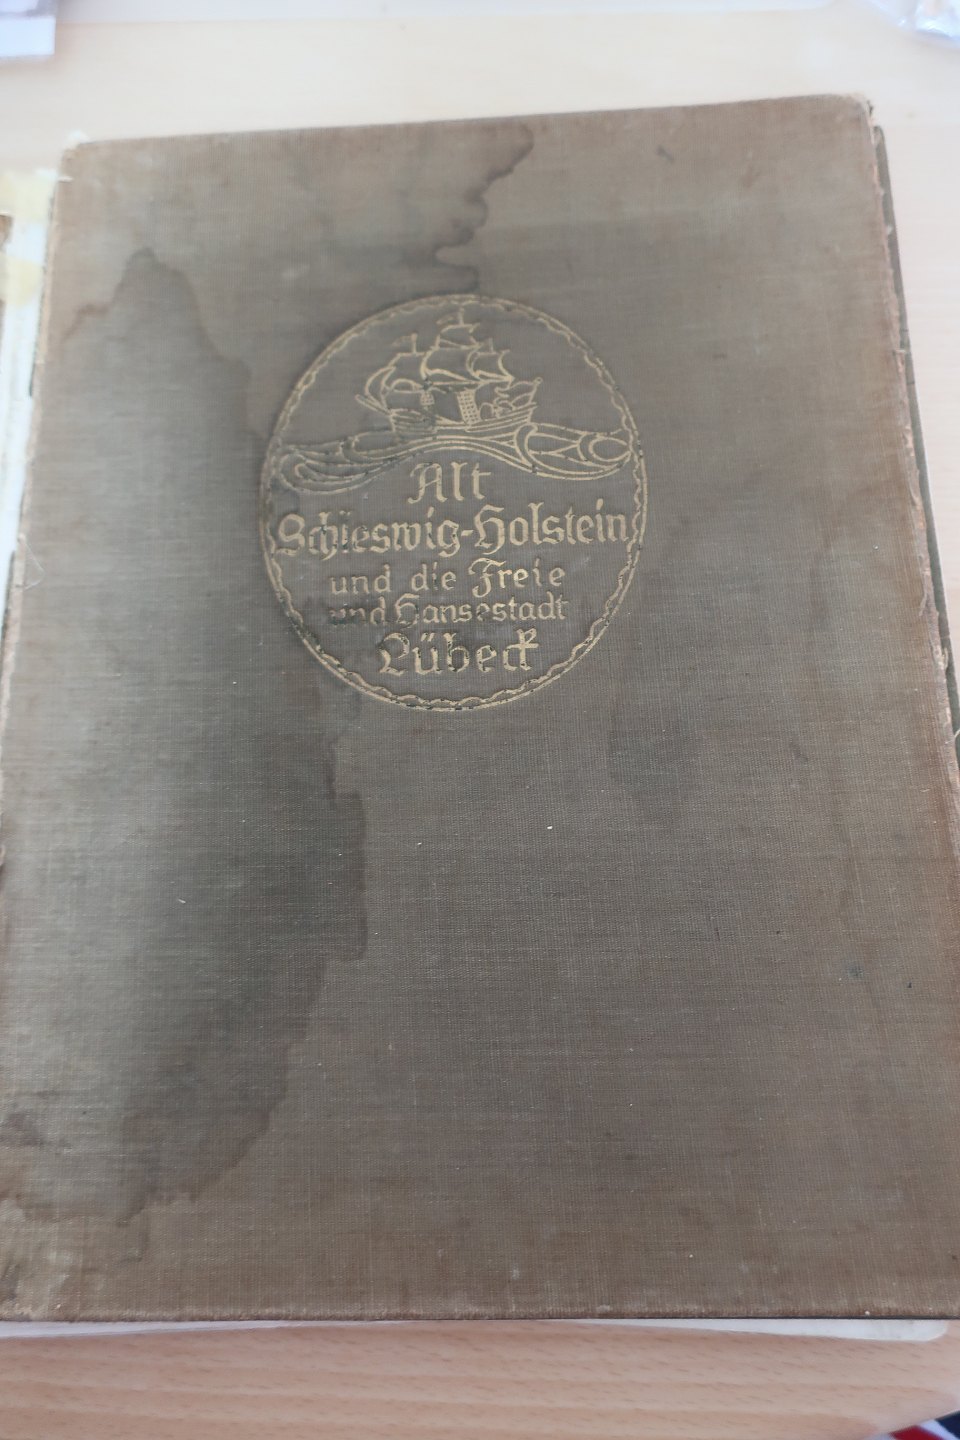 Alt
Schleswig-Holstein
und die Freie
und Hansestadt
Lübeck